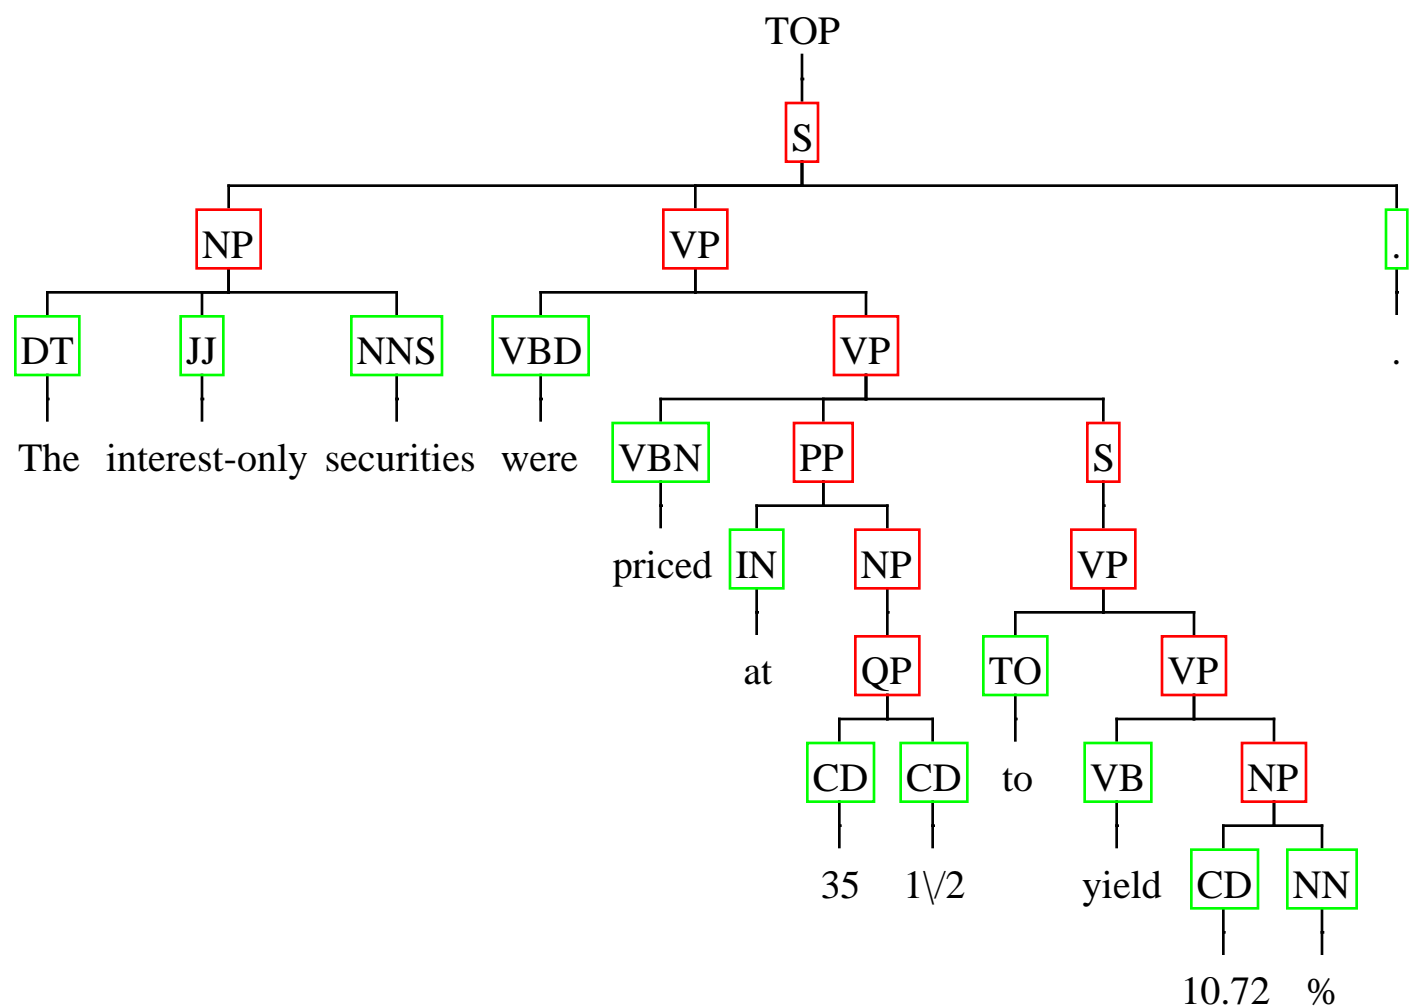 TOP
S
NP VP .
DT JJ NNS VBD VP .
The interest-only securities were VBN PP S
priced IN NP VP
at QP TO VP
CD CD to VB NP
35 1\/2 yield CD NN
10.72 %